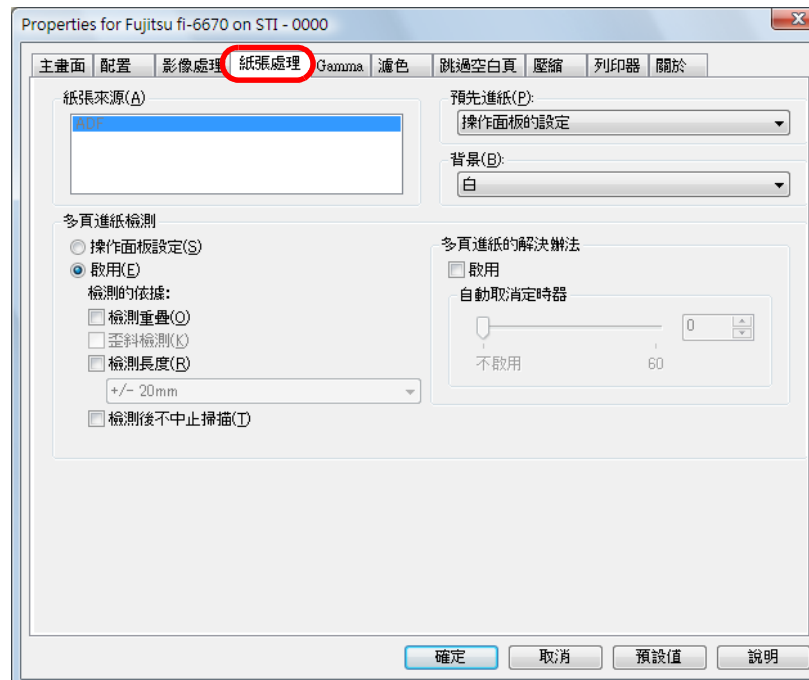 Properties for Fujitsu fi-6670 on STI - 0000
主畫面 配置 影像處理 紙張處理 Gamma 濾色 跳過空白頁 壓縮 列印器 關於
紙張來源(A)
ADF
預先進紙(P):
操作面板的設定
背景(B):
白
多頁進紙檢測
操作面板設定(S)
啟用(E)
檢測的依據:
檢測重疊(O)
歪斜檢測(K)
檢測長度(R)
+/- 20mm
檢測後不中止掃描(T)
多頁進紙的解決辦法
啟用
自動取消定時器
0
不啟用 60
確定 取消 預設值 說明